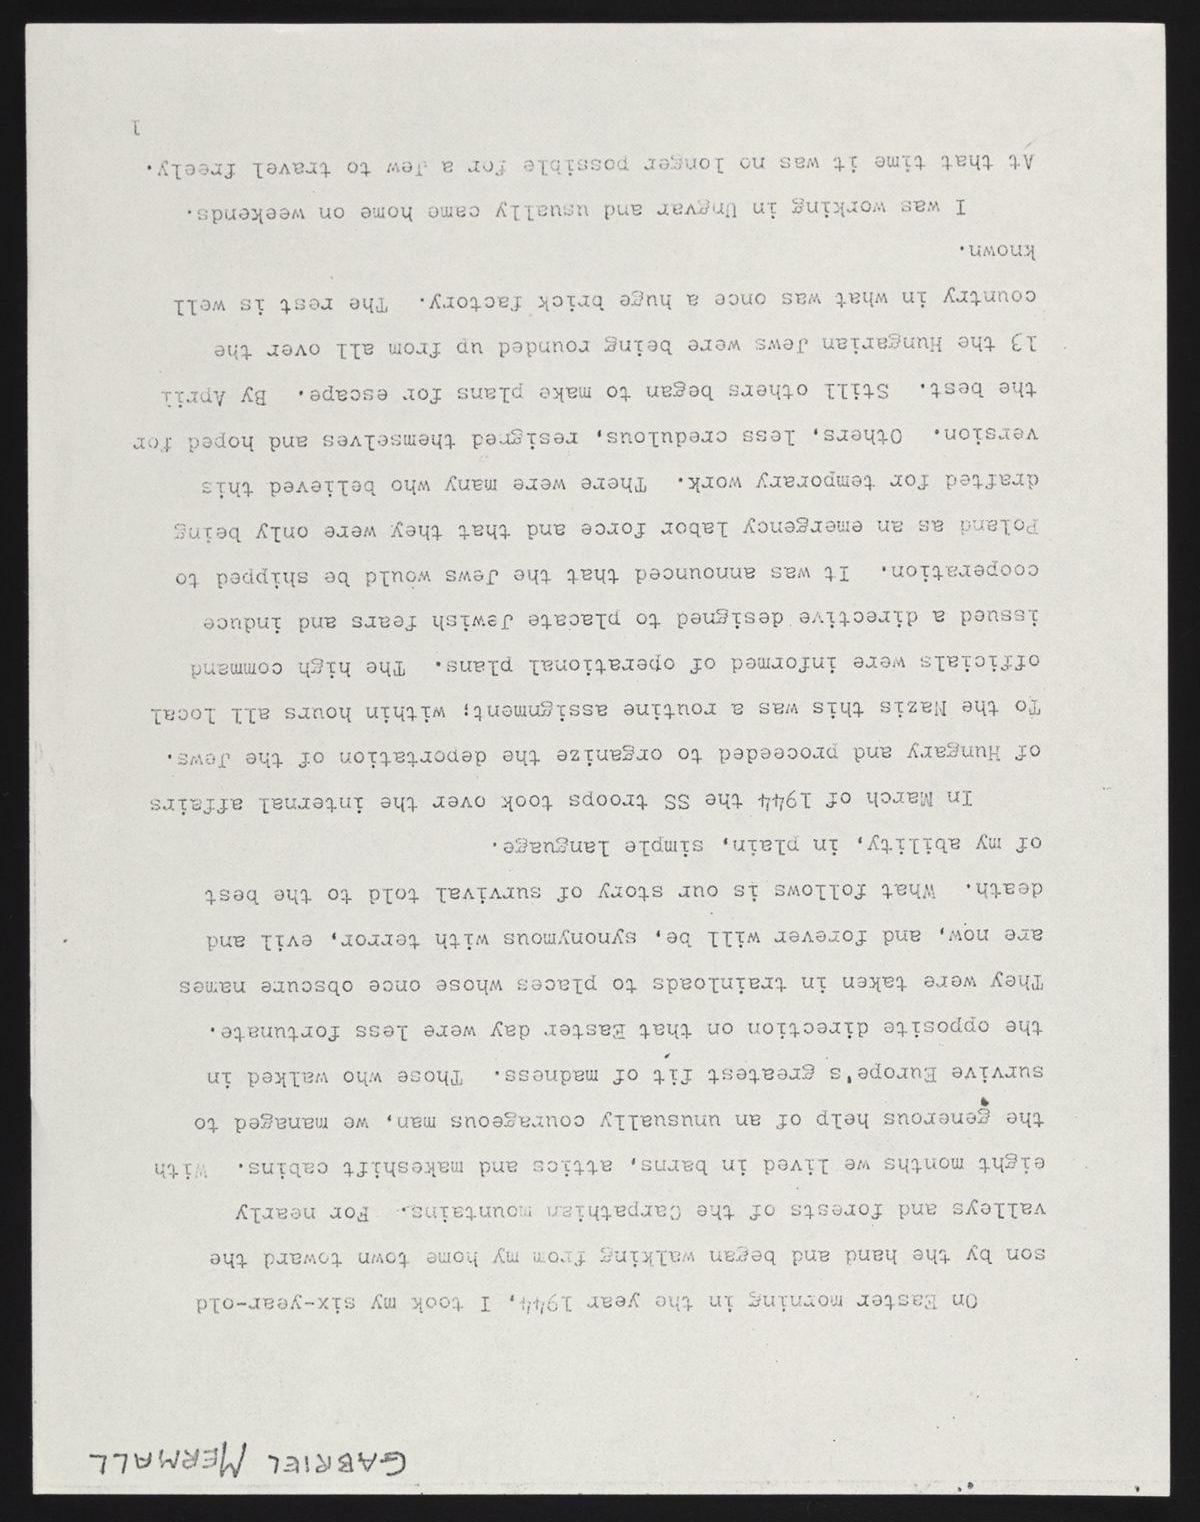 GABRIEL MERMALL
On Easter morning in the year 1944, I took my six-year-old
son by the hand and began walking from my home town toward the
valleys and forests of the Carpathian mountains. For nearly
eight months we lived in barns, attics and makeshift cabins. With
the generous help of an unusually courageous man, we managed to
survive Europe's greatest fit of madness. Those who walked in
the opposite direction on that Easter day were less fortunate.
They were taken in trainloads to places whose once obscure names
are now, and forever will be, synonymous with terror, evil and
death. What follows is our story of survival told to the best
of my ability, in plain, simple language.
In March of 1944 the SS troops took over the internal affairs
of Hungary and proceeded to organize the deportation of the Jews.
To the Nazis this was a routine assignment; within hours all local
officials were informed of operational plans. The high command
issued a directive designed to placate Jewish fears and induce
cooperation. It was announced that the Jews would be shipped to
Poland as an emergency labor force and that they were only being
drafted for temporary work. There were many who believed this
version. Others, less credulous, resigned themselves and hoped for
the best. Still others began to make plans for escape. By April
13 the Hungarian Jews were being rounded up from all over the
country in what was once a huge brick factory. The rest is well
known.
I was working in Ungvar and usually came home on weekends.
At that time it was no longer possible for a Jew to travel freely.
1